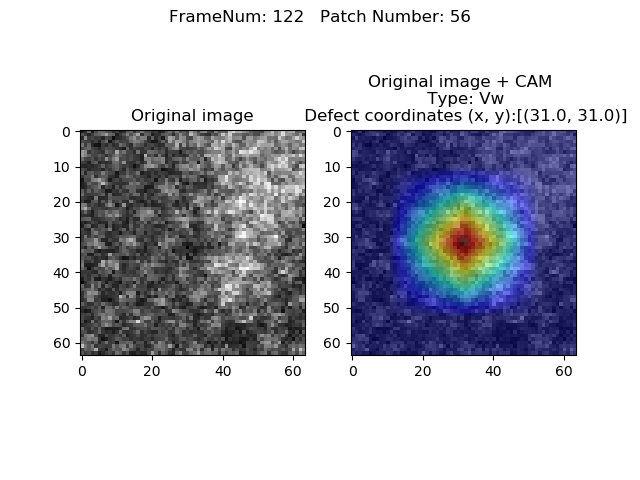 FrameNum: 122   Patch Number: 56
Original image
Original image + CAM
Type: Vw
Defect coordinates (x, y):[(31.0, 31.0)]
0
10
20
30
40
50
60
0 20 40 60
0
10
20
30
40
50
60
0 20 40 60